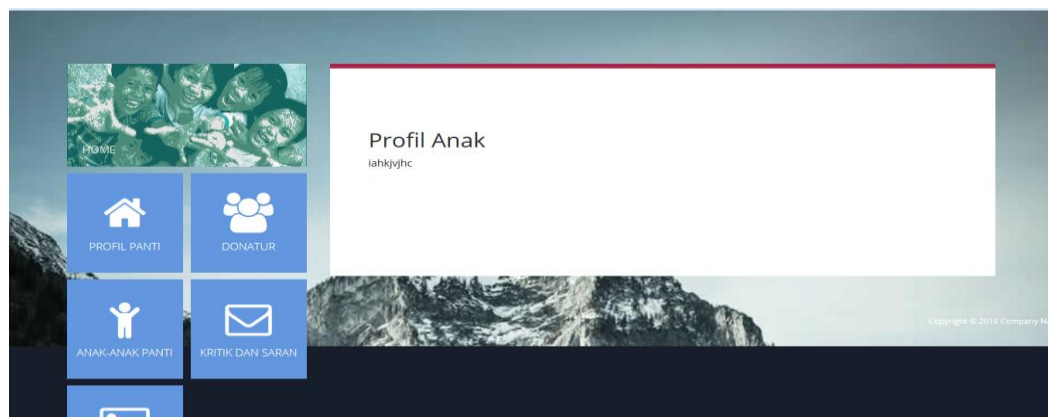 HOME
PROFIL PANTI
DONATUR
ANAK-ANAK PANTI
KRITIK DAN SARAN
Profil Anak
iahkjvjhc
Copyright © 2016 Company N